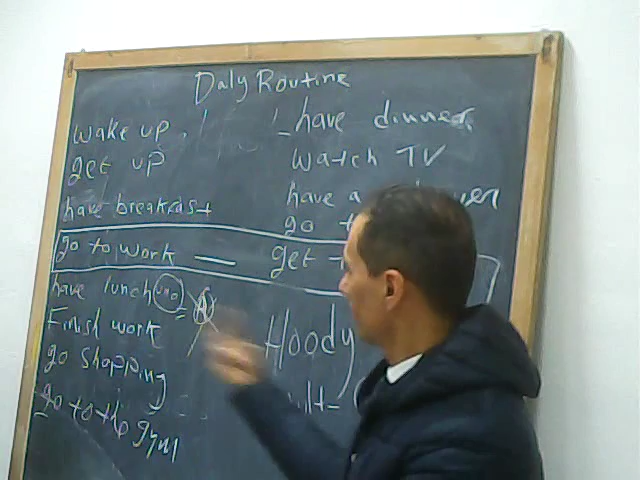 Daly Routine
wake up,
get up
have breakfast
go to work —
have lunch
Finish work
go shopping
go to the gym
have dinner
watch TV
have a
go
get
Hoody